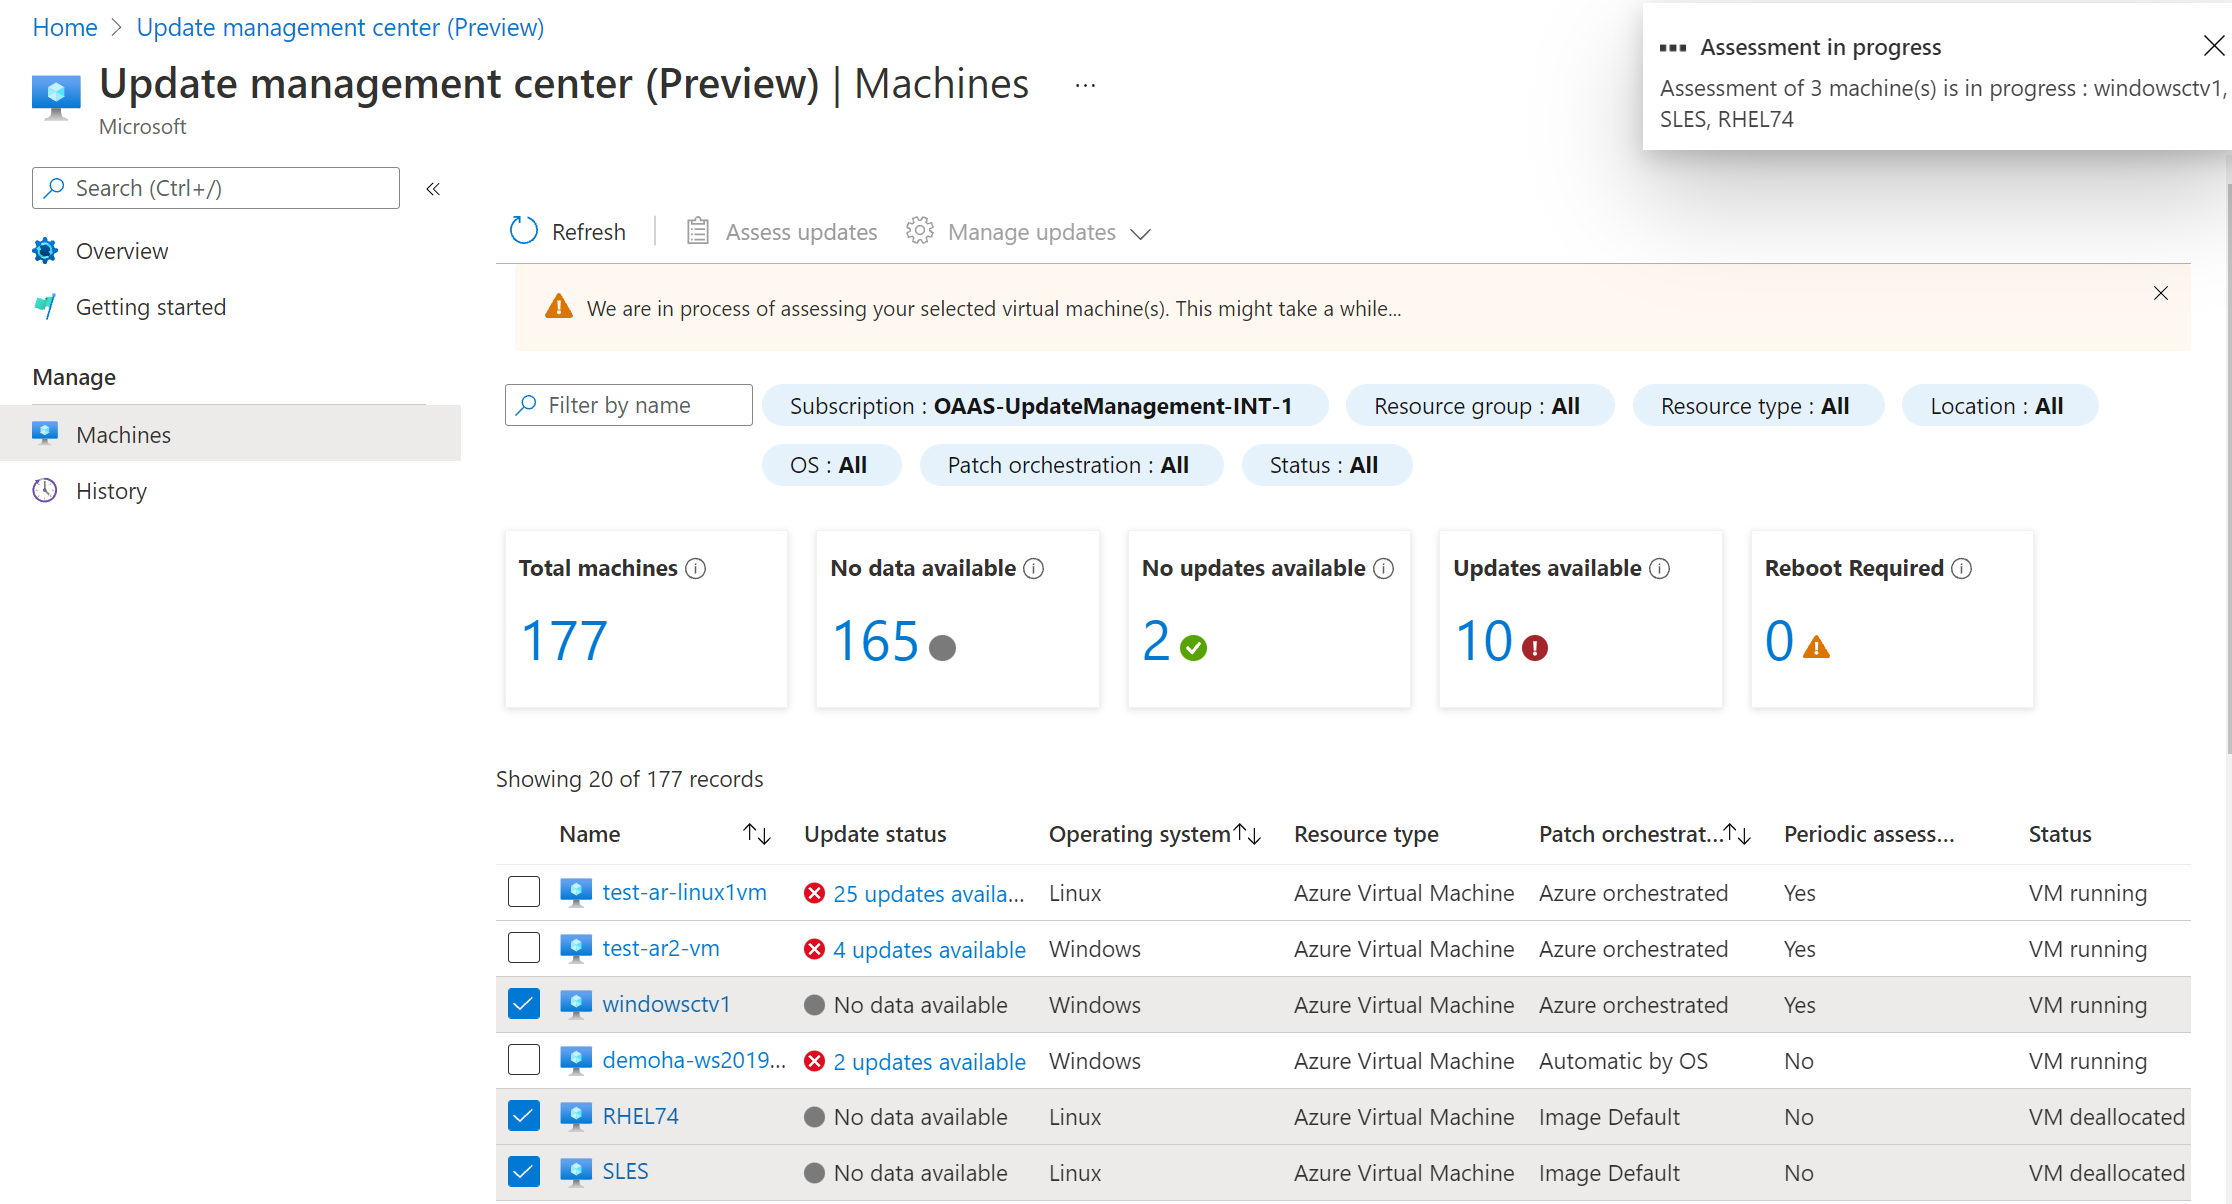 Home > Update management center (Preview)
Update management center (Preview) | Machines ...
Microsoft
Assessment in progress
Assessment of 3 machine(s) is in progress : windowsctv1,
SLES, RHEL74
Search (Ctrl+/)
«
Overview
Getting started
Manage
Machines
History
Refresh | Assess updates Manage updates
We are in process of assessing your selected virtual machine(s). This might take a while...
Filter by name Subscription : OAAS-UpdateManagement-INT-1 Resource group : All Resource type : All Location : All
OS : All Patch orchestration : All Status : All
Total machines No data available No updates available Updates available Reboot Required
177 165 2 10 0
Showing 20 of 177 records
Name Update status Operating system Resource type Patch orchestrat... Periodic assess... Status
test-ar-linux1vm 25 updates availa... Linux Azure Virtual Machine Azure orchestrated Yes VM running
test-ar2-vm 4 updates available Windows Azure Virtual Machine Azure orchestrated Yes VM running
windowsctv1 No data available Windows Azure Virtual Machine Azure orchestrated Yes VM running
demoha-ws2019... 2 updates available Windows Azure Virtual Machine Automatic by OS No VM running
RHEL74 No data available Linux Azure Virtual Machine Image Default No VM deallocated
SLES No data available Linux Azure Virtual Machine Image Default No VM deallocated